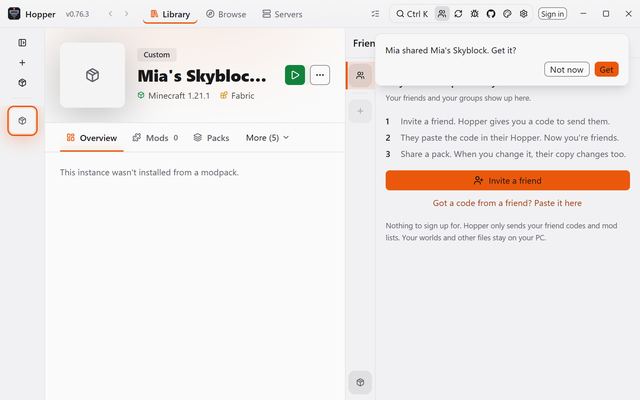 Hopper
v0.76.3
Library
Browse
Servers
Ctrl K
Sign in
Custom
Mia's Skybloc...
Minecraft 1.21.1
Fabric
Overview
Mods 0
Packs
More (5)
This instance wasn't installed from a modpack.
Mia shared Mia's Skyblock. Get it?
Not now
Get
Your friends and your groups show up here.
1 Invite a friend. Hopper gives you a code to send them.
2 They paste the code in their Hopper. Now you're friends.
3 Share a pack. When you change it, their copy changes too.
Invite a friend
Got a code from a friend? Paste it here
Nothing to sign up for. Hopper only sends your friend codes and mod
lists. Your worlds and other files stay on your PC.